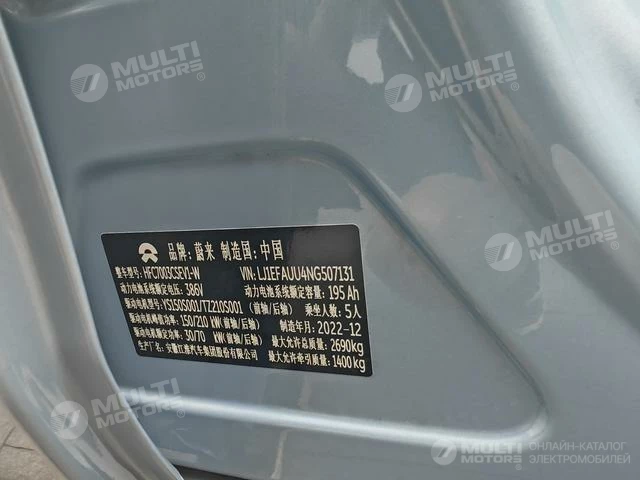 MULTI
MOTORS
MULTI
MOTORS
MULTI
MOTORS
品牌: 蔚来 制造国: 中国
整车型号: HFC7003CSEV1-W VIN: LJ1EFAUU4NG507131
动力电池系统额定电压: 386V 动力电池系统额定容量: 195 Ah
驱动电机型号: YS150S001/TZ210S001 (前轴/后轴) 乘坐人数: 5人
驱动电机峰值功率: 150/210 kW (前轴/后轴) 制造年月: 2022-12
驱动电机额定功率: 30/70 kW (前轴/后轴) 最大允许总质量: 2690kg
生产厂名: 安徽江淮汽车集团股份有限公司 最大允许牵引质量: 1400kg
MULTI
MOTORS
MULTI
MOTORS
ОНЛАЙН-КАТАЛОГ
ЭЛЕКТРОМОБИЛЕЙ